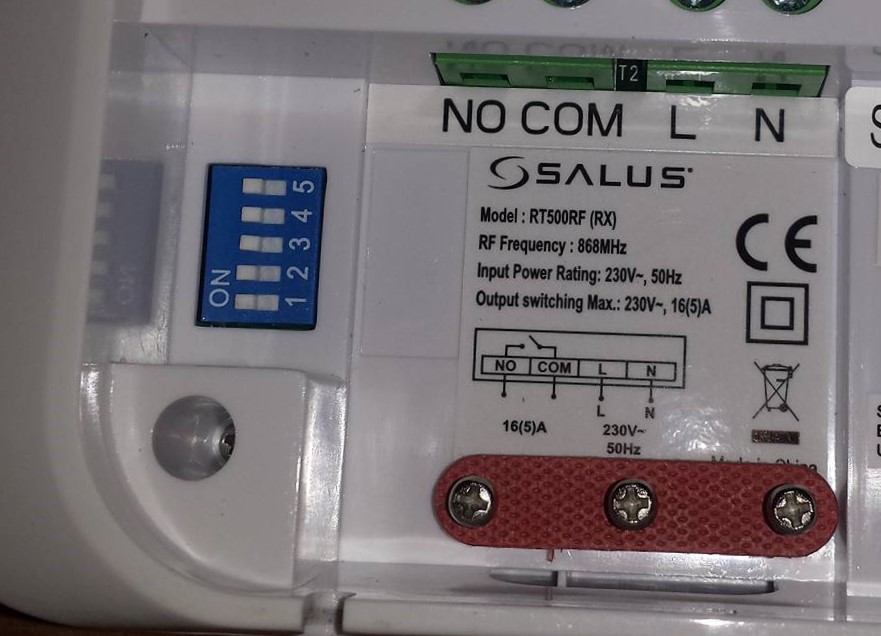 T2
NO COM L N
SALUS
Model : RT500RF (RX)
RF Frequency : 868MHz
Input Power Rating: 230V~, 50Hz
Output switching Max.: 230V~, 16(5)A
NO COM L N
L N
16(5)A 230V~
50Hz
CE
ON
1 2 3 4 5